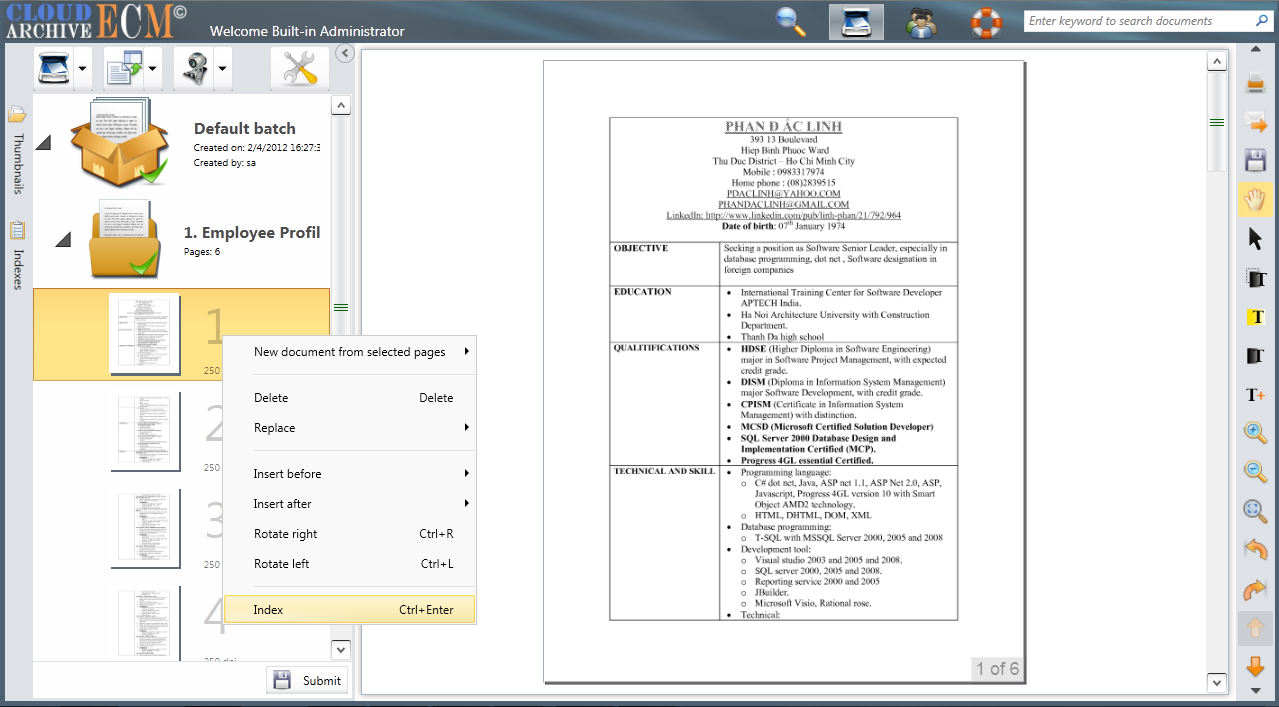 CLOUD
ARCHIVE ECM©
Welcome Built-in Administrator
Enter keyword to search documents
Thumbnails
Indexes
Default batch
Created on: 2/4/2012 16:27:3
Created by: sa
1. Employee Profil
Pages: 6
1
250
2
250
3
250
4
250 dpi
New document from selected pages
Delete Delete
Replace
Insert before
Insert after
Rotate right Ctrl-R
Rotate left Ctrl+L
Index Ctrl+Enter
Submit
PHAN Đ ẮC LINH
393 13 Boulevard
Hiep Binh Phuoc Ward
Thu Duc District – Ho Chi Minh City
Mobile : 0983317974
Home phone : (08)2839515
PDACLINH@YAHOO.COM
PHANDACLINH@GMAIL.COM
LinkedIn: http://www.linkedin.com/pub/linh-phan/21/792/964
Date of birth: 07th January 1974
OBJECTIVE
Seeking a position as Software Senior Leader, especially in
database programming, dot net , Software designation in
foreign companies
EDUCATION
• International Training Center for Software Developer
APTECH India.
• Ha Noi Architecture University with Construction
Department.
• Thanh Da high school
QUALITIFICATIONS
• HDSE (Higher Diploma in Software Engineering)
major in Software Project Management, with expected
credit grade.
• DISM (Diploma in Information System Management)
major Software Development, with credit grade.
• CPISM (Certificate in Information System
Management) with distinction.
• MCSD (Microsoft Certified Solution Developer)
• SQL Server 2000 Database Design and
Implementation Certified (MCP).
• Progress 4GL essential Certified.
TECHNICAL AND SKILL
• Programming language:
o C# dot net, Java, ASP net 1.1, ASP Net 2.0, ASP,
Javascript, Progress 4GL version 10 with Smart
Object AMD2 technology.
o HTML, DHTML, DOM, XML
• Database programming:
o T-SQL with MSSQL Server 2000, 2005 and 2008
• Development tool:
o Visual studio 2003 and 2005 and 2008.
o SQL server 2000, 2005 and 2008.
o Reporting service 2000 and 2005
o JBuilder.
o Microsoft Visio, Rational rose.
• Technical:
1 of 6
T
T
T
T+